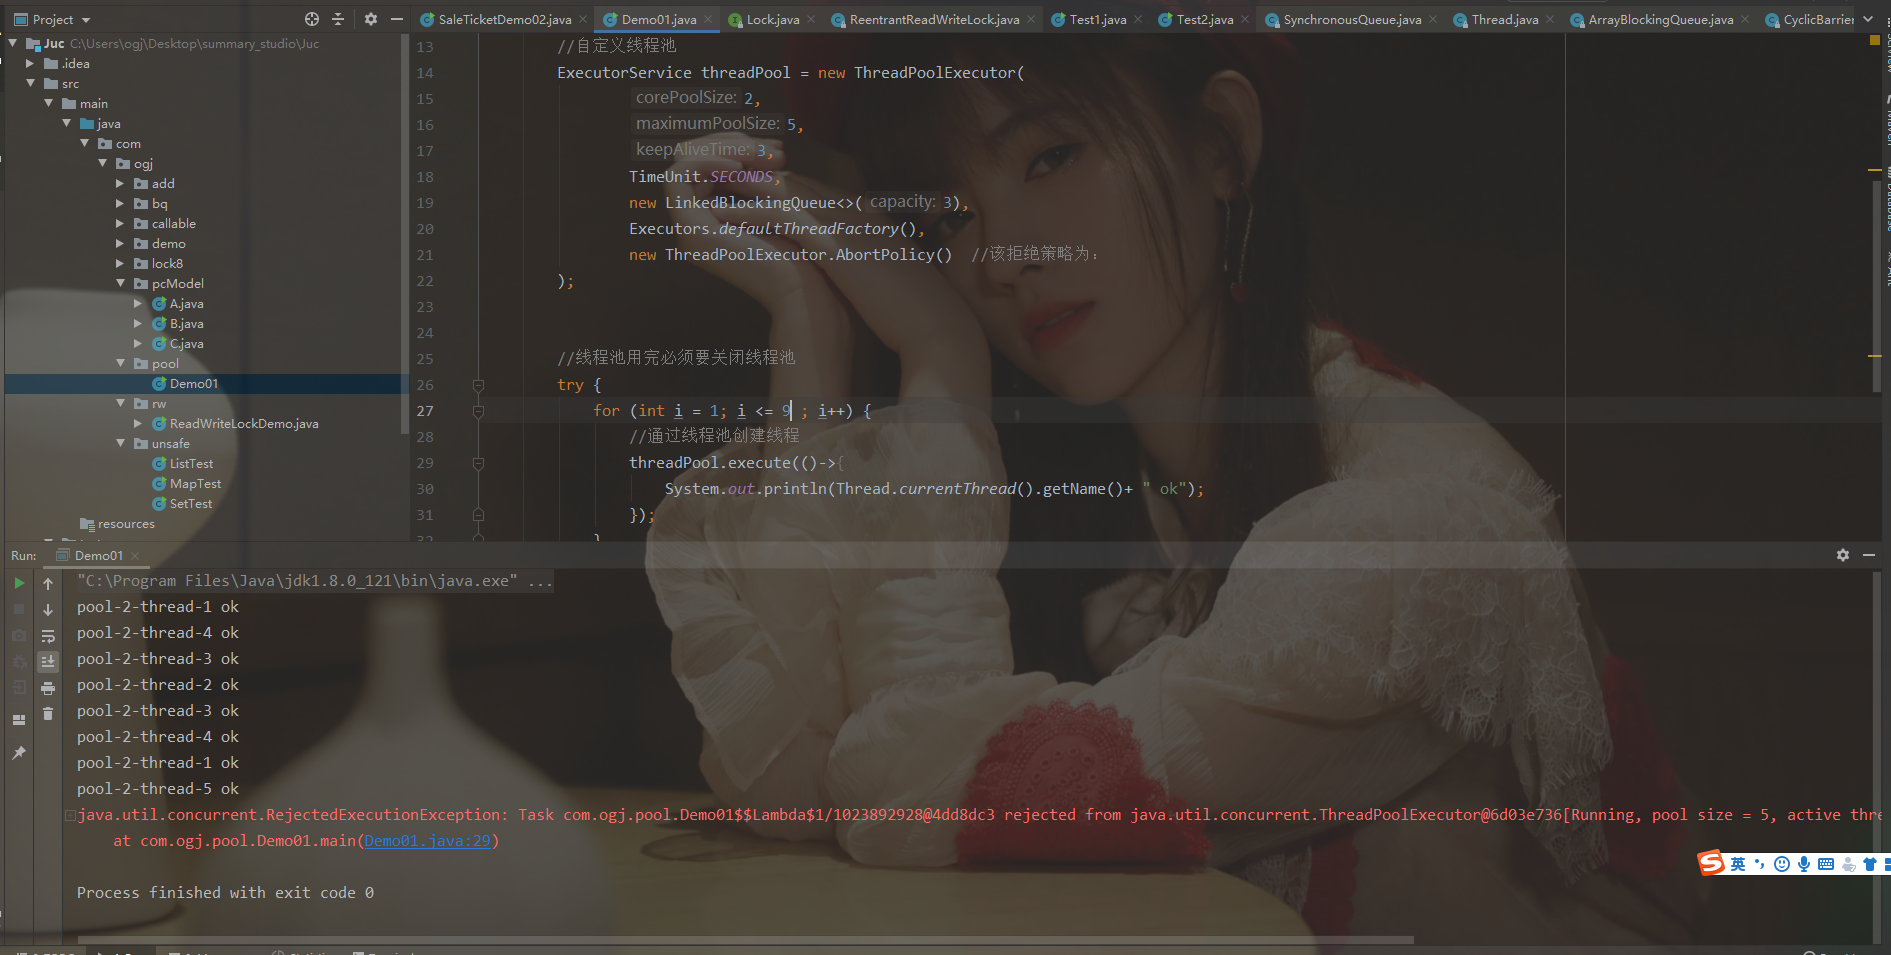 Project
SaleTicketDemo02.java
Demo01.java
Lock.java
ReentrantReadWriteLock.java
Test1.java
Test2.java
SynchronousQueue.java
Thread.java
ArrayBlockingQueue.java
CyclicBarrier
Juc C:\Users\ogj\Desktop\summary_studio\Juc
.idea
src
main
java
com
ogj
add
bq
callable
demo
lock8
pcModel
A.java
B.java
C.java
pool
Demo01
rw
ReadWriteLockDemo.java
unsafe
ListTest
MapTest
SetTest
resources
13 //自定义线程池
14 ExecutorService threadPool = new ThreadPoolExecutor(
15 corePoolSize: 2,
16 maximumPoolSize: 5,
17 keepAliveTime: 3,
18 TimeUnit.SECONDS,
19 new LinkedBlockingQueue<>( capacity: 3),
20 Executors.defaultThreadFactory(),
21 new ThreadPoolExecutor.AbortPolicy() //该拒绝策略为：
22 );
23
24
25 //线程池用完必须要关闭线程池
26 try {
27 for (int i = 1; i <= 9 ; i++) {
28 //通过线程池创建线程
29 threadPool.execute(()->{
30 System.out.println(Thread.currentThread().getName()+ " ok");
31 });
32 }
Run: Demo01
"C:\Program Files\Java\jdk1.8.0_121\bin\java.exe" ...
pool-2-thread-1 ok
pool-2-thread-4 ok
pool-2-thread-3 ok
pool-2-thread-2 ok
pool-2-thread-3 ok
pool-2-thread-4 ok
pool-2-thread-1 ok
pool-2-thread-5 ok
java.util.concurrent.RejectedExecutionException: Task com.ogj.pool.Demo01$$Lambda$1/1023892928@4dd8dc3 rejected from java.util.concurrent.ThreadPoolExecutor@6d03e736[Running, pool size = 5, active thre
at com.ogj.pool.Demo01.main(Demo01.java:29)
Process finished with exit code 0
英